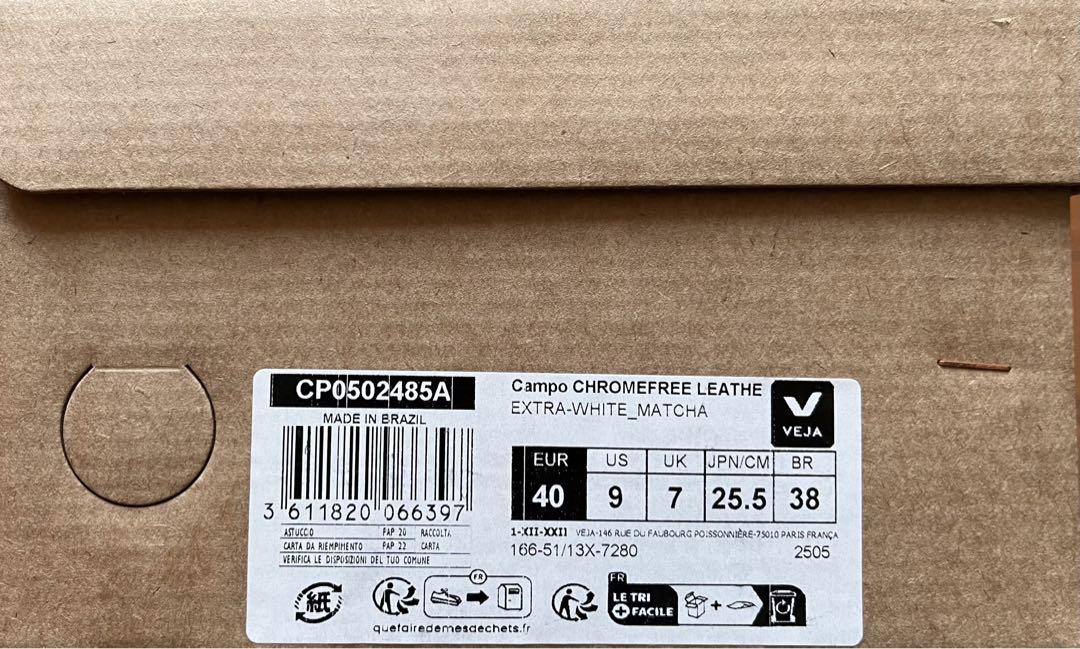 CP0502485A
MADE IN BRAZIL
3 611820 066397
ASTUCCIO PAP 20 RACCOLTA
CARTA DA RIEMPIMENTO PAP 22 CARTA
VERIFICA LE DISPOSIZIONI DEL TUO COMUNE
紙
FR
quefairedemesdechets.fr
Campo CHROMEFREE LEATHE
EXTRA-WHITE_MATCHA
VEJA
EUR US UK JPN/CM BR
40 9 7 25.5 38
1-XII-XXII VEJA-146 RUE DU FAUBOURG POISSONNIÈRE-75010 PARIS FRANÇA
166-51/13X-7280 2505
FR
LE TRI
+ FACILE